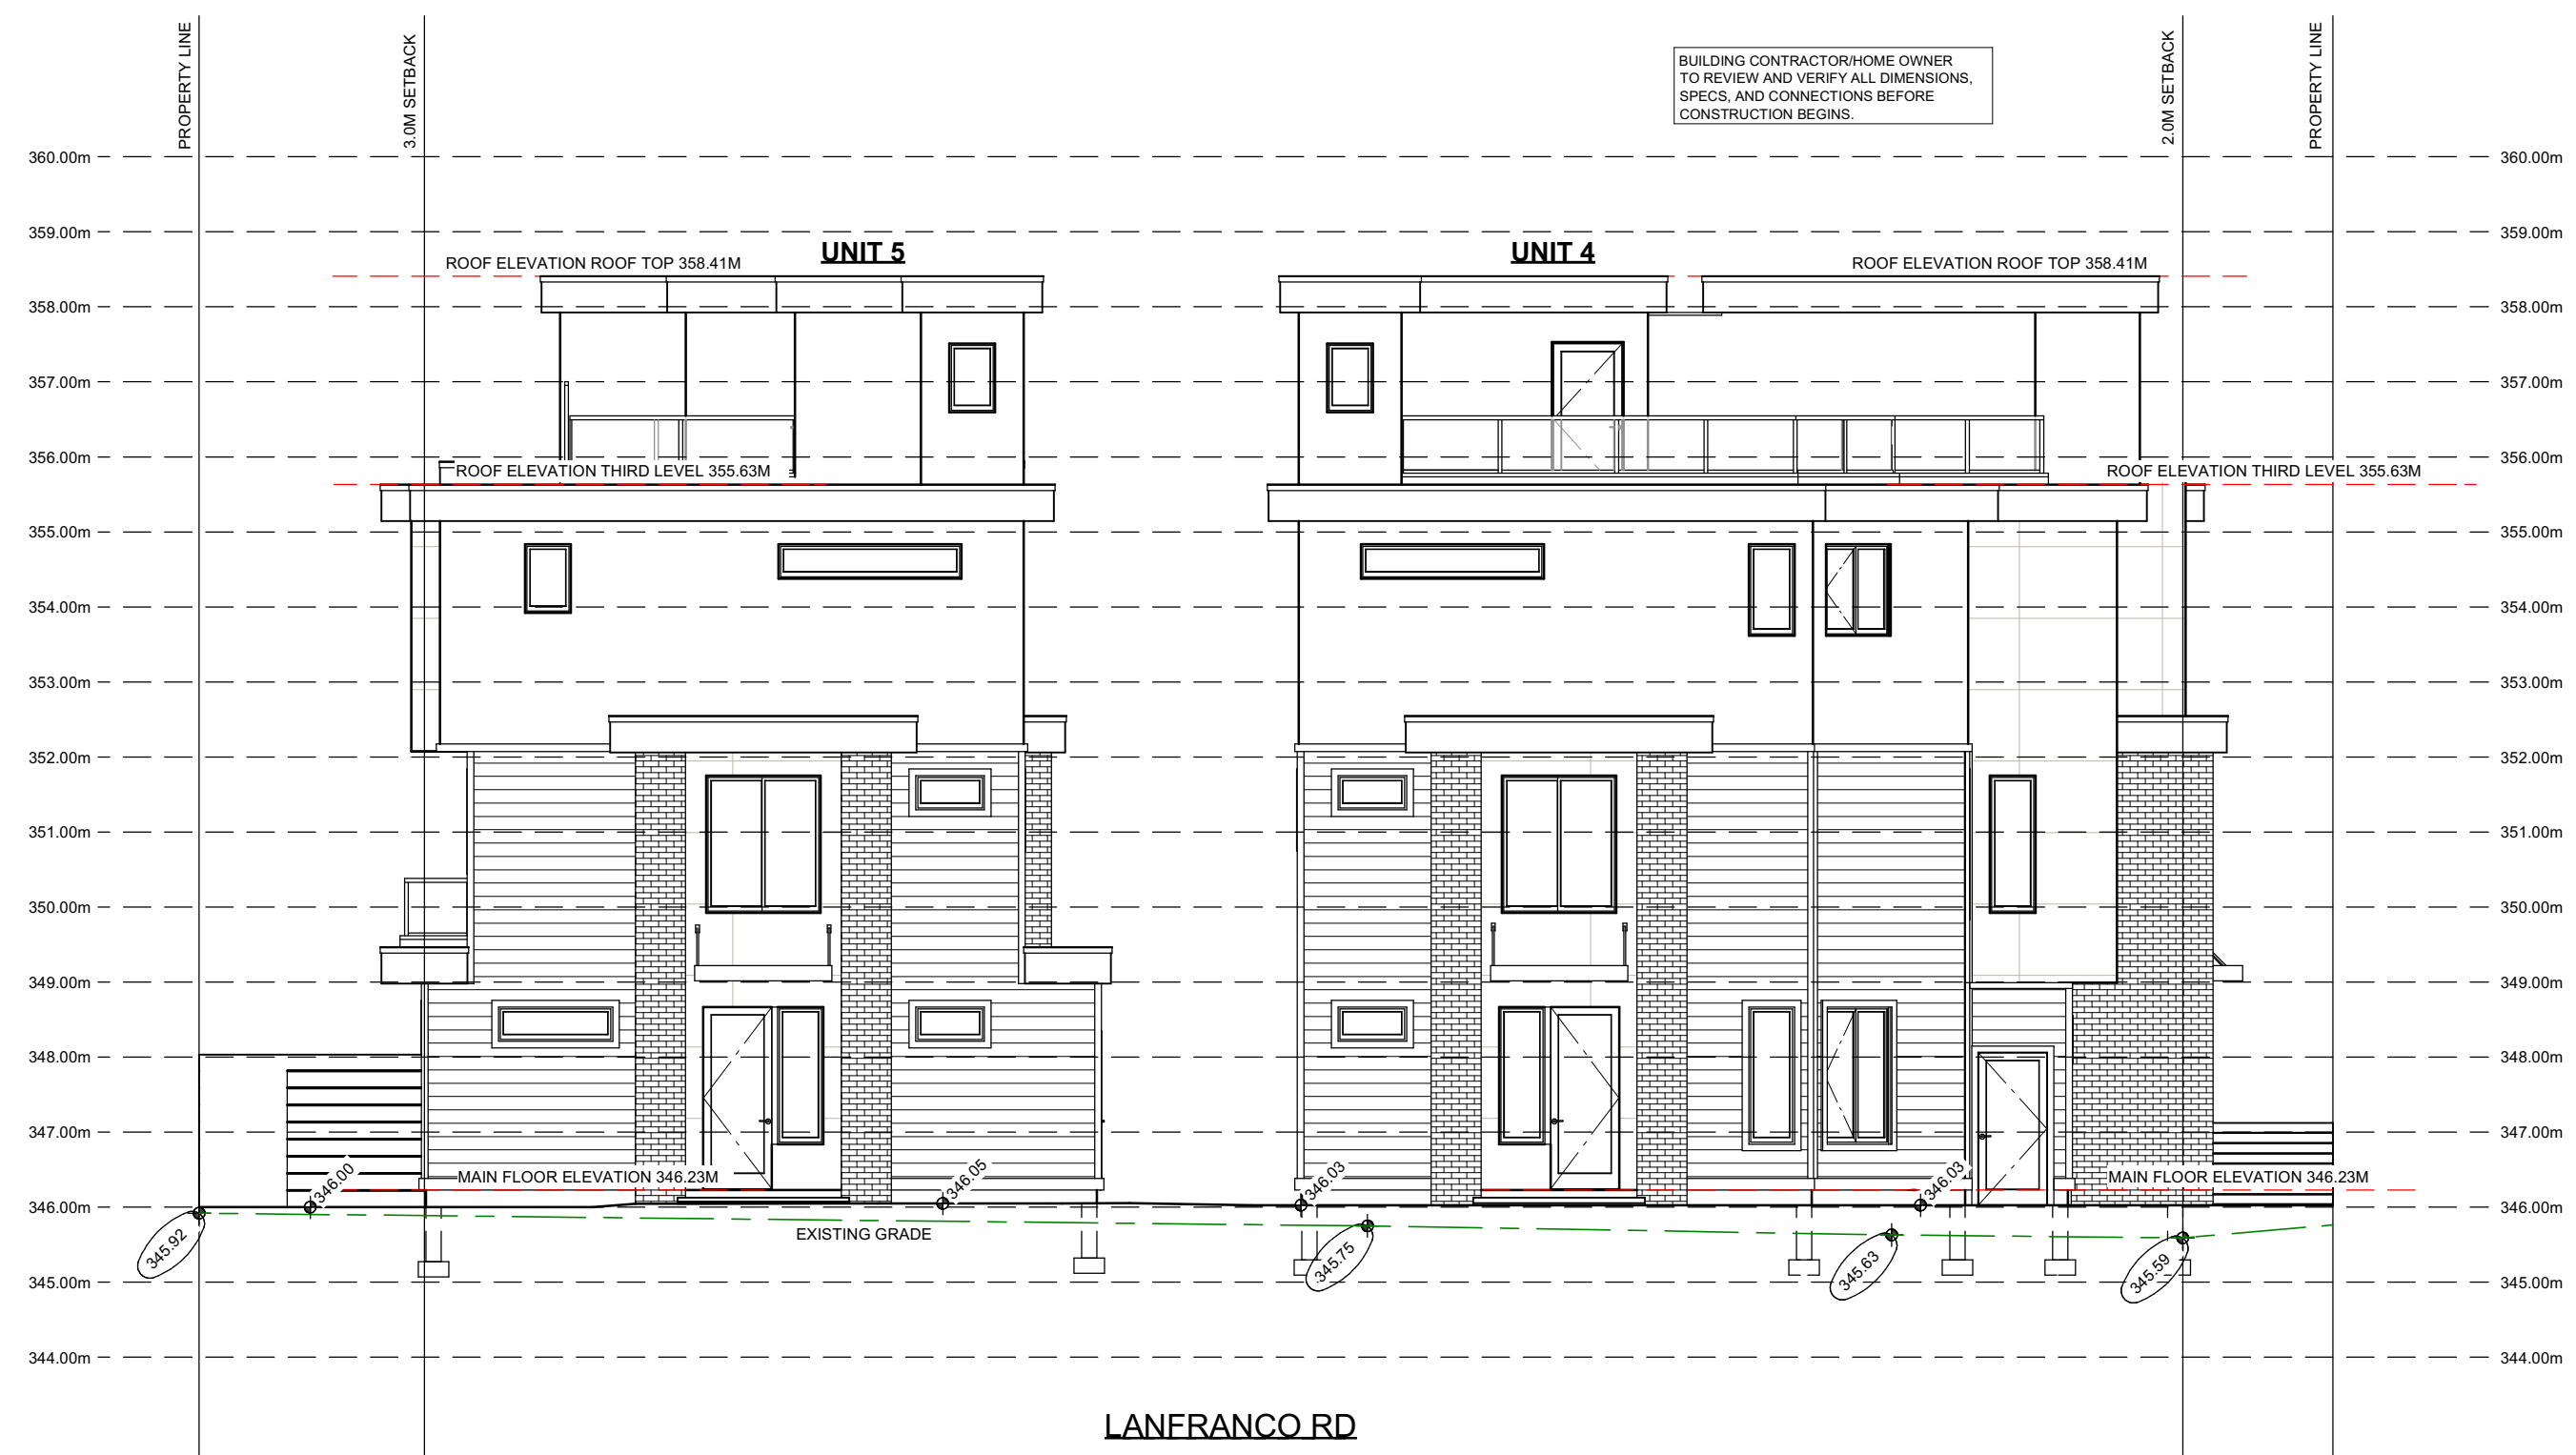 PROPERTY LINE
3.0M SETBACK
BUILDING CONTRACTOR/HOME OWNER
TO REVIEW AND VERIFY ALL DIMENSIONS,
SPECS, AND CONNECTIONS BEFORE
CONSTRUCTION BEGINS.
2.0M SETBACK
PROPERTY LINE
360.00m
360.00m
359.00m
359.00m
UNIT 5
UNIT 4
ROOF ELEVATION ROOF TOP 358.41M
ROOF ELEVATION ROOF TOP 358.41M
358.00m
358.00m
357.00m
357.00m
356.00m
356.00m
ROOF ELEVATION THIRD LEVEL 355.63M
ROOF ELEVATION THIRD LEVEL 355.63M
355.00m
355.00m
354.00m
354.00m
353.00m
353.00m
352.00m
352.00m
351.00m
351.00m
350.00m
350.00m
349.00m
349.00m
348.00m
348.00m
347.00m
347.00m
MAIN FLOOR ELEVATION 346.23M
MAIN FLOOR ELEVATION 346.23M
346.00
346.05
346.03
346.03
346.00m
346.00m
EXISTING GRADE
345.92
345.75
345.63
345.59
345.00m
345.00m
344.00m
344.00m
LANFRANCO RD